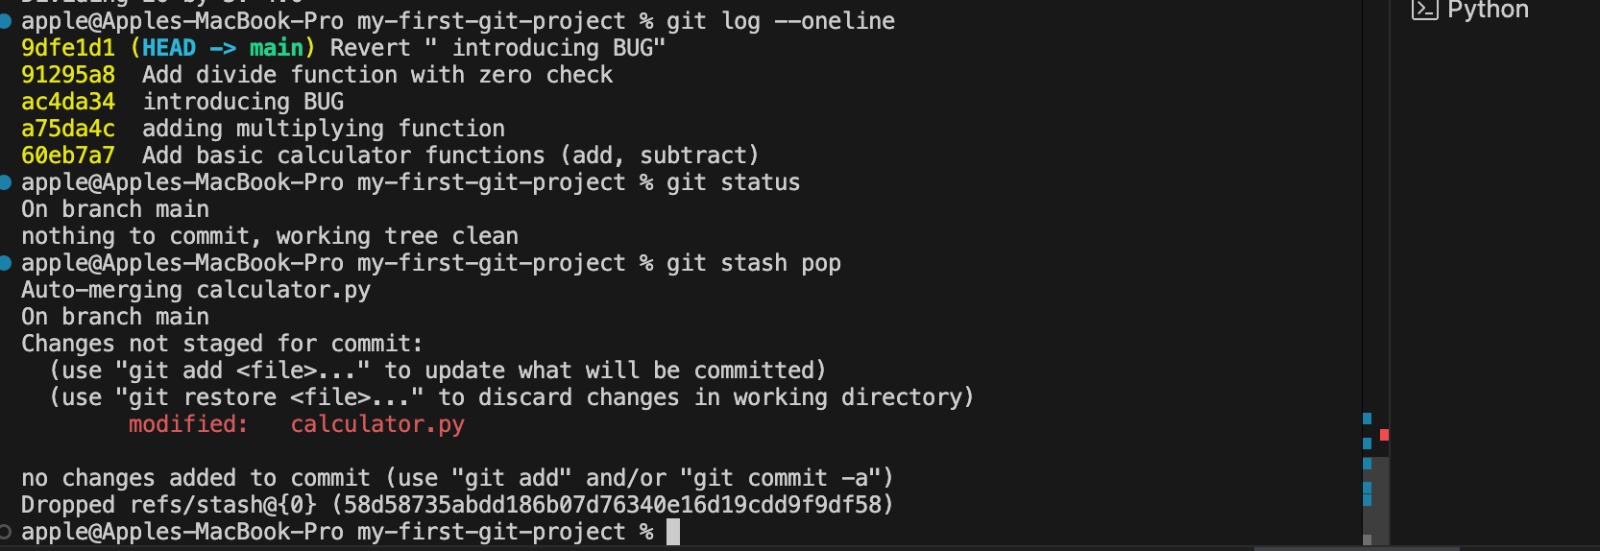 apple@Apples-MacBook-Pro my-first-git-project % git log --oneline
9dfe1d1 (HEAD -> main) Revert " introducing BUG"
91295a8 Add divide function with zero check
ac4da34 introducing BUG
a75da4c adding multiplying function
60eb7a7 Add basic calculator functions (add, subtract)
apple@Apples-MacBook-Pro my-first-git-project % git status
On branch main
nothing to commit, working tree clean
apple@Apples-MacBook-Pro my-first-git-project % git stash pop
Auto-merging calculator.py
On branch main
Changes not staged for commit:
  (use "git add <file>..." to update what will be committed)
  (use "git restore <file>..." to discard changes in working directory)
        modified:   calculator.py

no changes added to commit (use "git add" and/or "git commit -a")
Dropped refs/stash@{0} (58d58735abdd186b07d76340e16d19cdd9f9df58)
apple@Apples-MacBook-Pro my-first-git-project %
Python